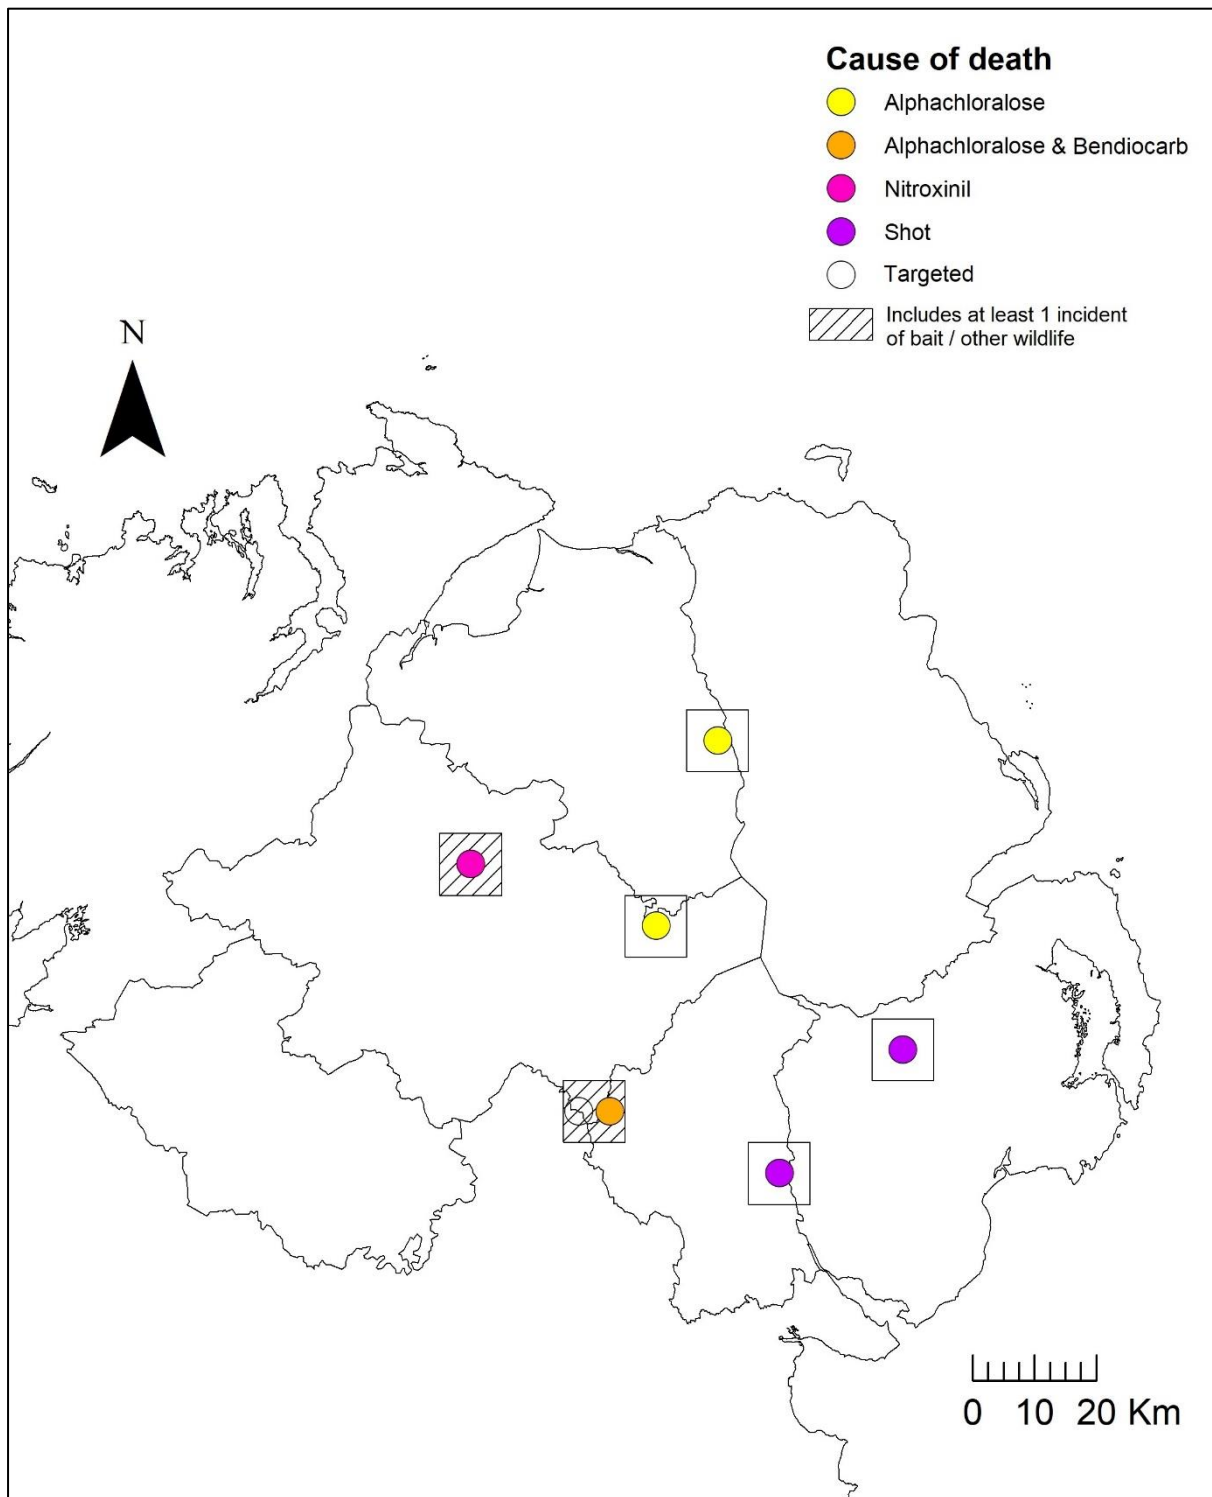 Cause of death
Alphachloralose
Alphachloralose & Bendiocarb
Nitroxinil
Shot
Targeted
Includes at least 1 incident
of bait / other wildlife
N
0 10 20 Km